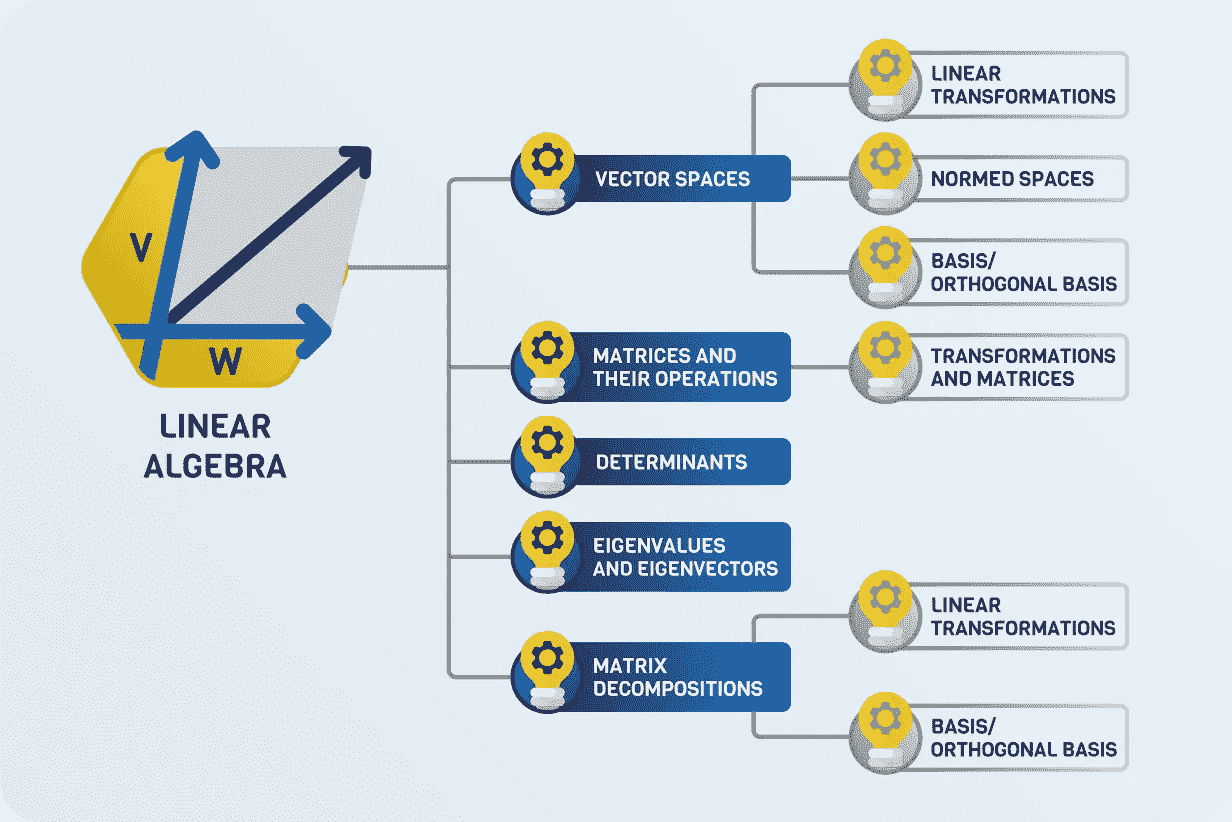 V
W
LINEAR
ALGEBRA
VECTOR SPACES
LINEAR
TRANSFORMATIONS
NORMED SPACES
BASIS/
ORTHOGONAL BASIS
MATRICES AND
THEIR OPERATIONS
TRANSFORMATIONS
AND MATRICES
DETERMINANTS
EIGENVALUES
AND EIGENVECTORS
MATRIX
DECOMPOSITIONS
LINEAR
TRANSFORMATIONS
BASIS/
ORTHOGONAL BASIS